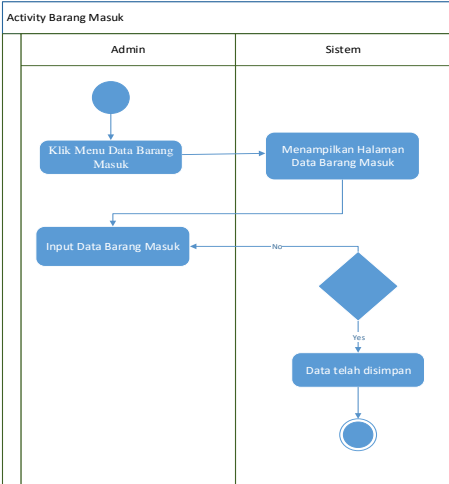 Activity Barang Masuk
Admin
Sistem
Klik Menu Data Barang
Masuk
Menampilkan Halaman
Data Barang Masuk
Input Data Barang Masuk
No
Yes
Data telah disimpan